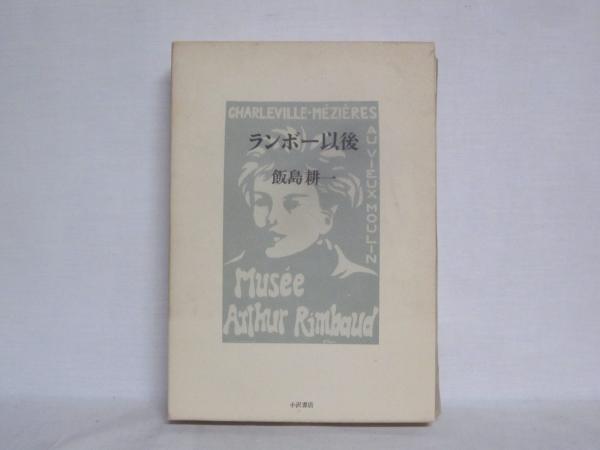 CHARLEVILLE-MÉZIÈRES
AU VIEUX MOULIN
ランボー以後
飯島耕一
Musée
Arthur Rimbaud
小沢書店